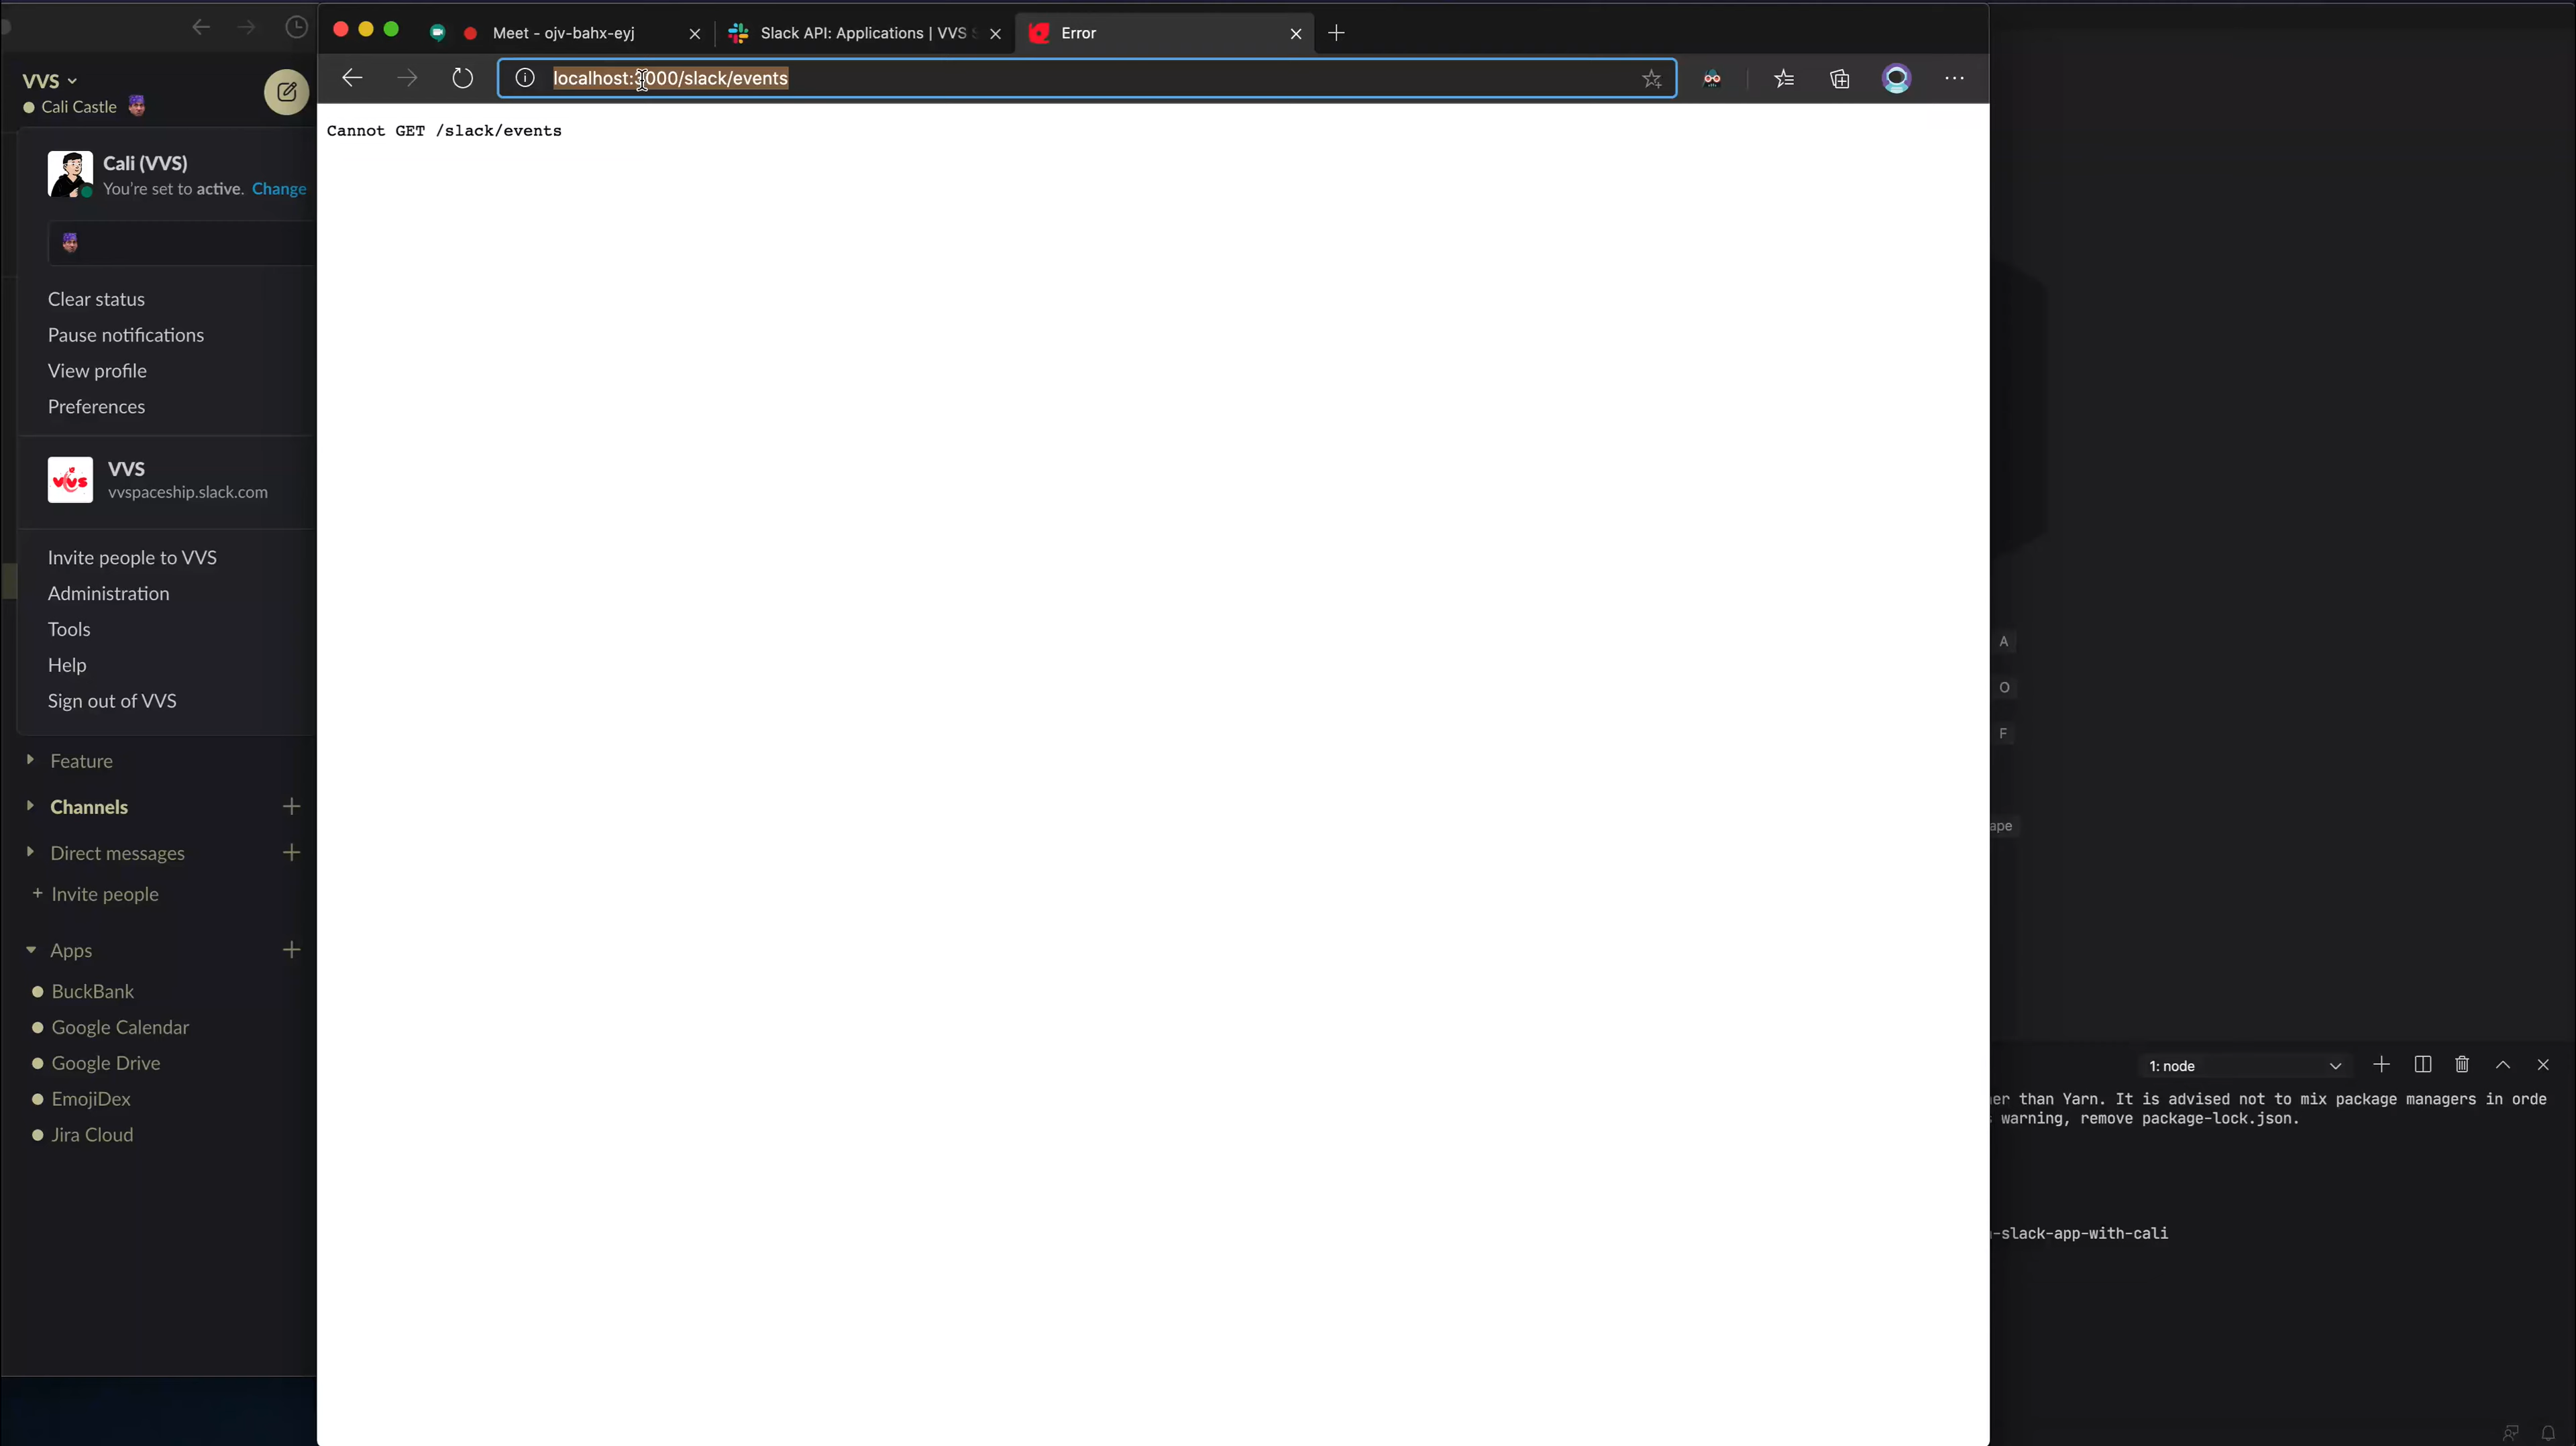 Meet - ojv-bahx-eyj
Slack API: Applications | VVS
Error
localhost:3000/slack/events
Cannot GET /slack/events
VVS
Cali Castle
Cali (VVS)
You're set to active. Change
Clear status
Pause notifications
View profile
Preferences
VVS
vvs
vvspaceship.slack.com
Invite people to VVS
Administration
Tools
Help
Sign out of VVS
Feature
Channels
Direct messages
+ Invite people
Apps
BuckBank
Google Calendar
Google Drive
EmojiDex
Jira Cloud
A
O
F
ape
1: node
er than Yarn. It is advised not to mix package managers in orde
warning, remove package-lock.json.
-slack-app-with-cali